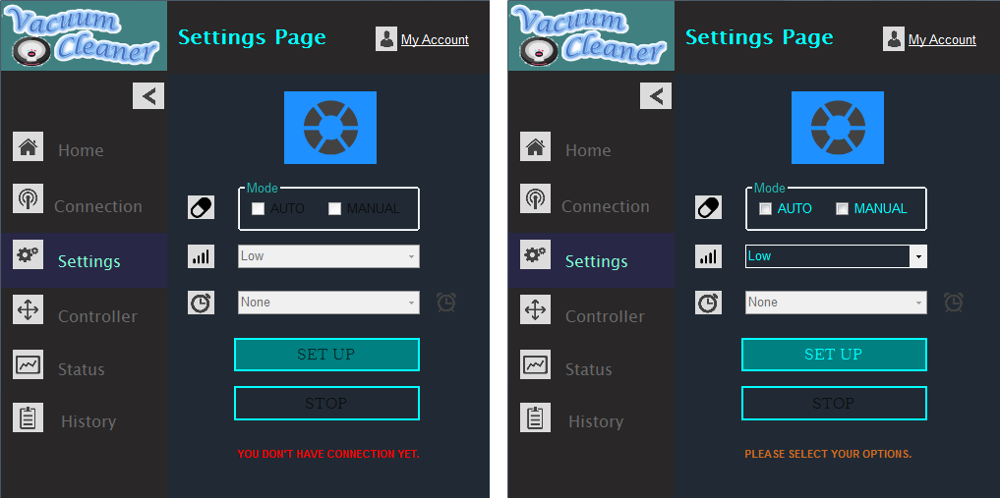 Vacuum
Cleaner
Settings Page
My Account
Home
Connection
Settings
Controller
Status
History
Mode
AUTO MANUAL
Low
None
SET UP
STOP
YOU DON'T HAVE CONNECTION YET.
Vacuum
Cleaner
Settings Page
My Account
Home
Connection
Settings
Controller
Status
History
Mode
AUTO MANUAL
Low
None
SET UP
STOP
PLEASE SELECT YOUR OPTIONS.